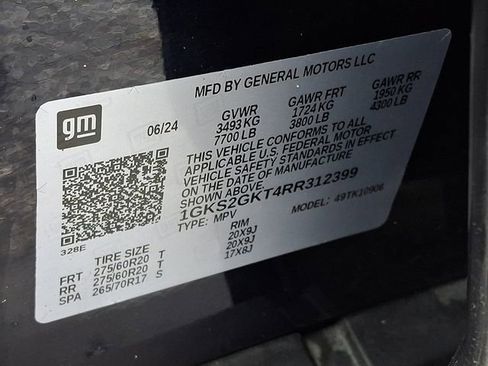 MFD BY GENERAL MOTORS LLC
gm
06/24
GVWR GAWR FRT GAWR RR
3493 KG 1724 KG 1950 KG
7700 LB 3800 LB 4300 LB
THIS VEHICLE CONFORMS TO ALL
APPLICABLE U.S. FEDERAL MOTOR
VEHICLE SAFETY STANDARDS IN EFFECT
ON THE DATE OF MANUFACTURE
SHOWN ABOVE.
1GKS2GKT4RR312399
TYPE: MPV MODEL: 49TK10906
328E
TIRE SIZE RIM
FRT 275/60R20 T 20X9J
RR 275/60R20 T 20X9J
SPA 265/70R17 S 17X8J